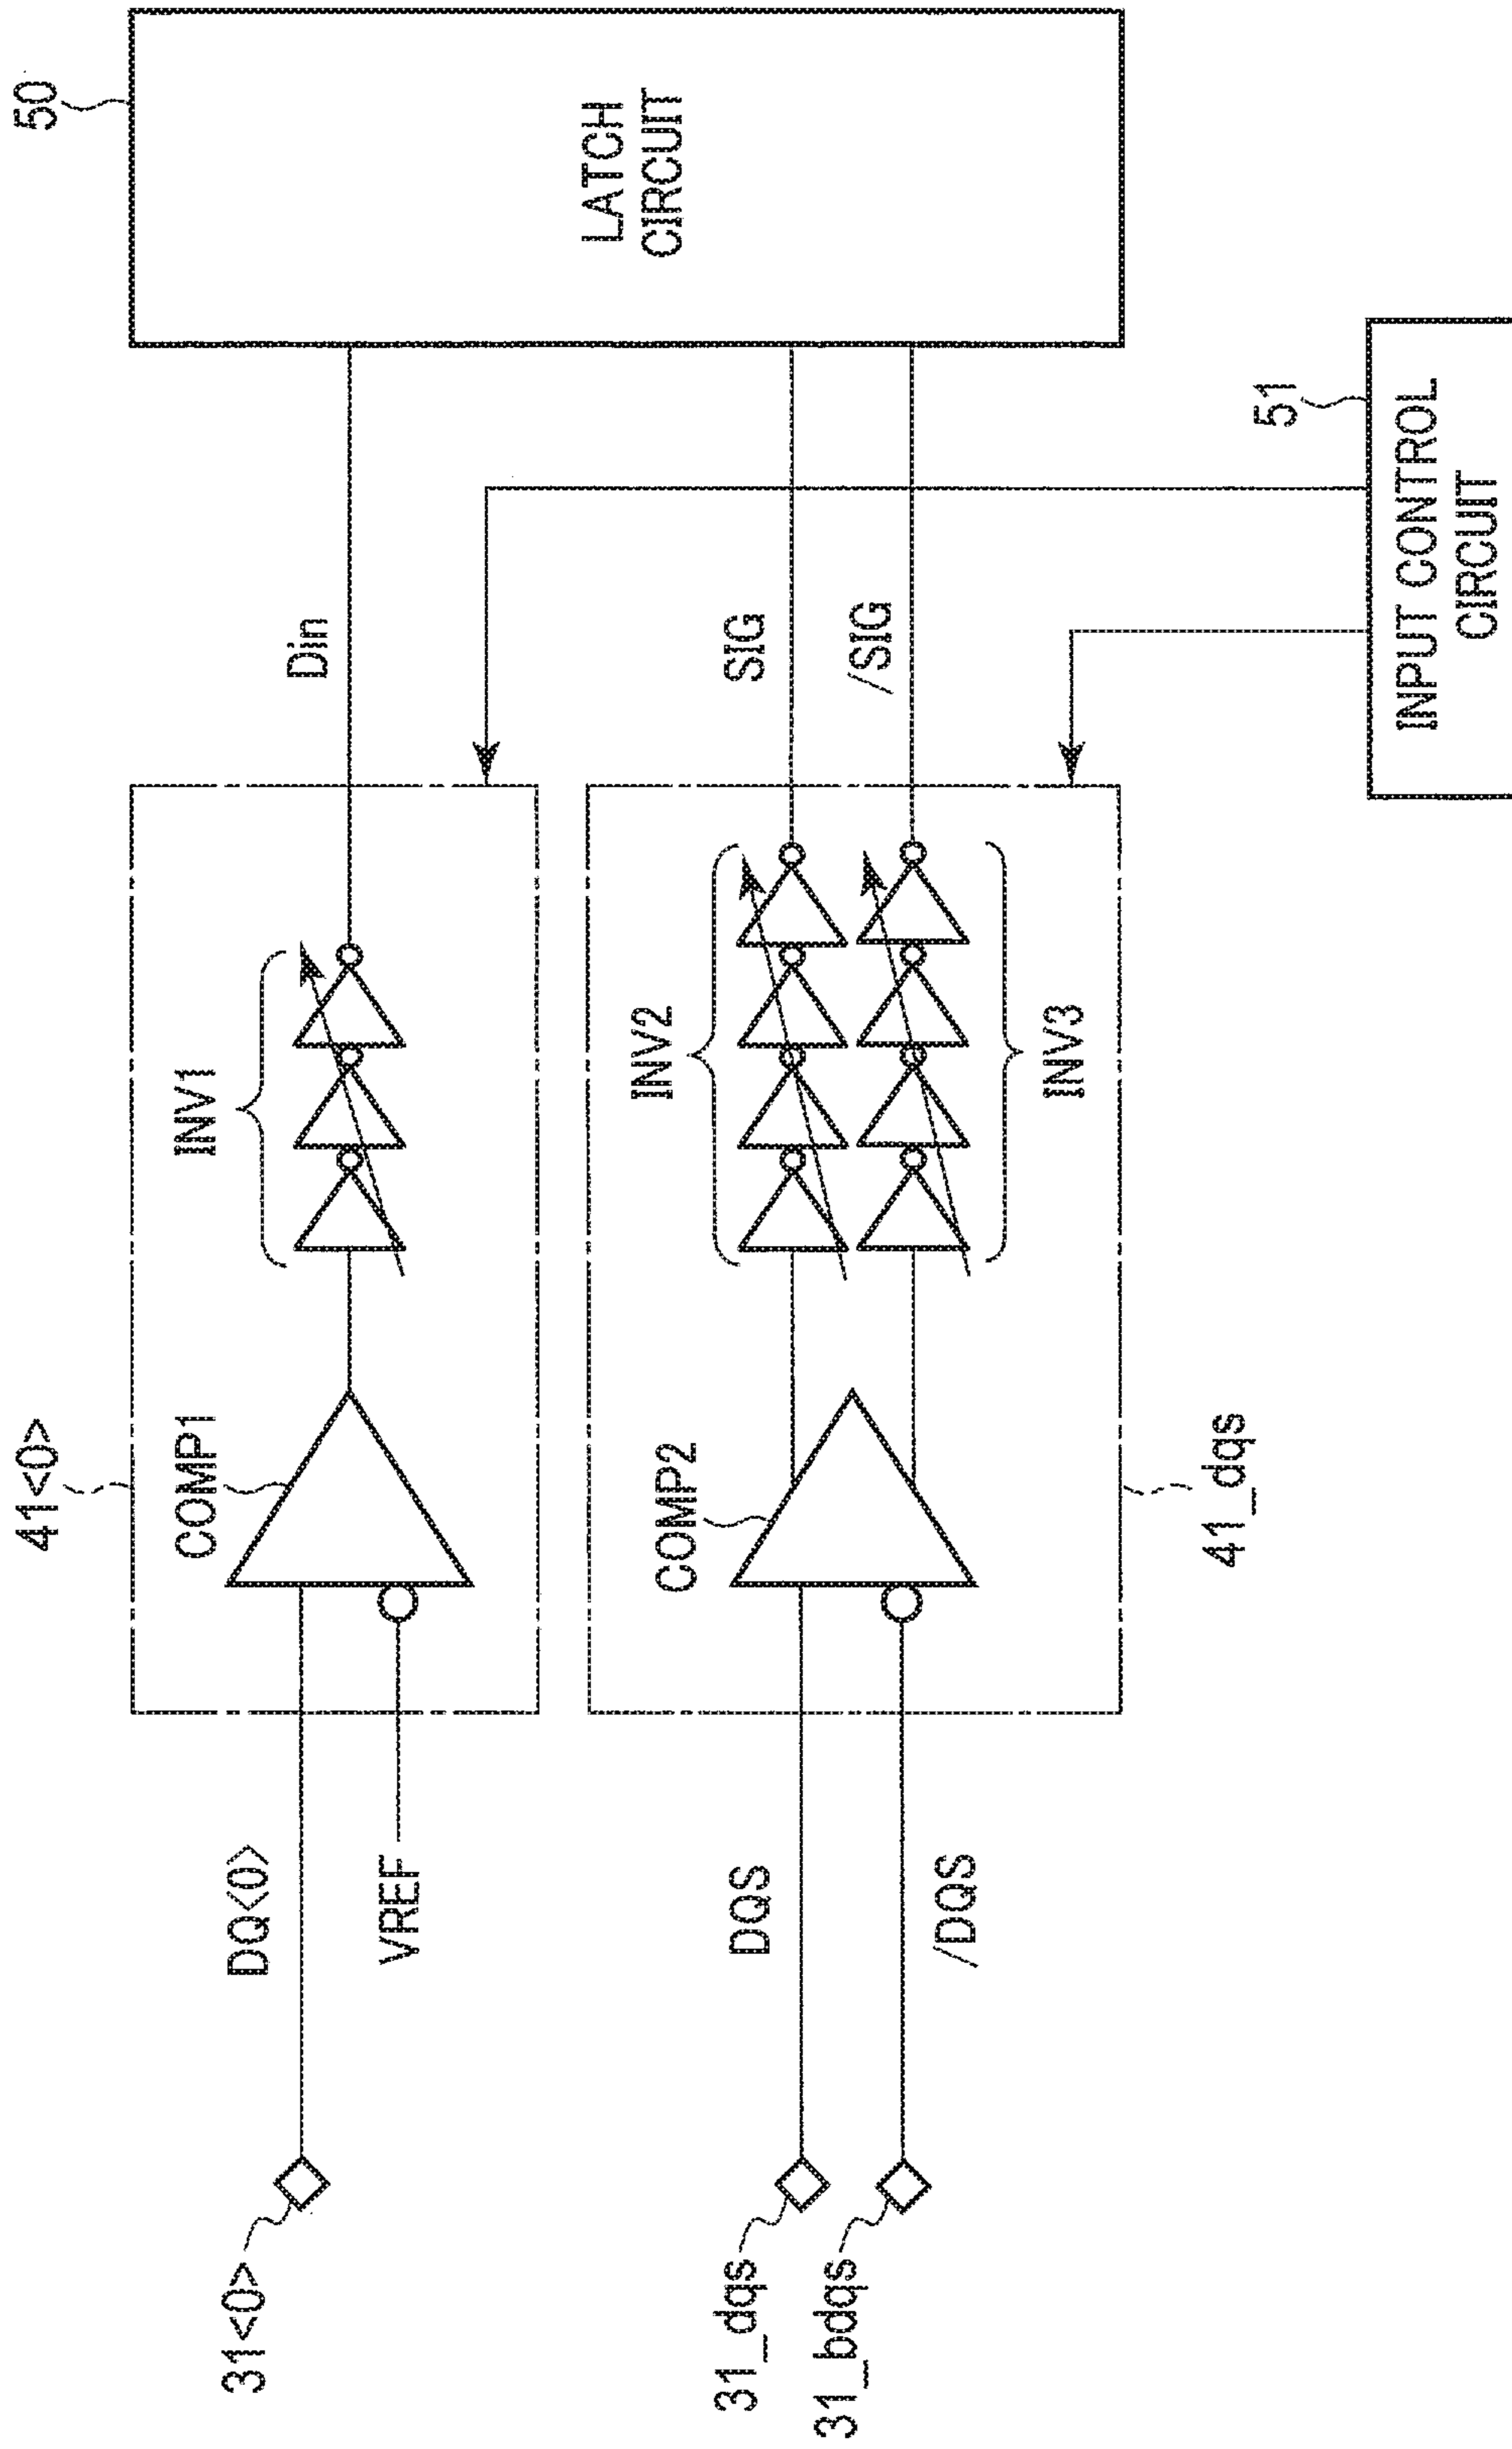 41<0>
50
COMP1
INV1
Din
LATCH
CIRCUIT
DQ<0>
VREF
31<0>
COMP2
INV2
SIG
/SIG
DQS
/DQS
INV3
31_dqs
31_bdqs
41_dqs
51
INPUT CONTROL
CIRCUIT